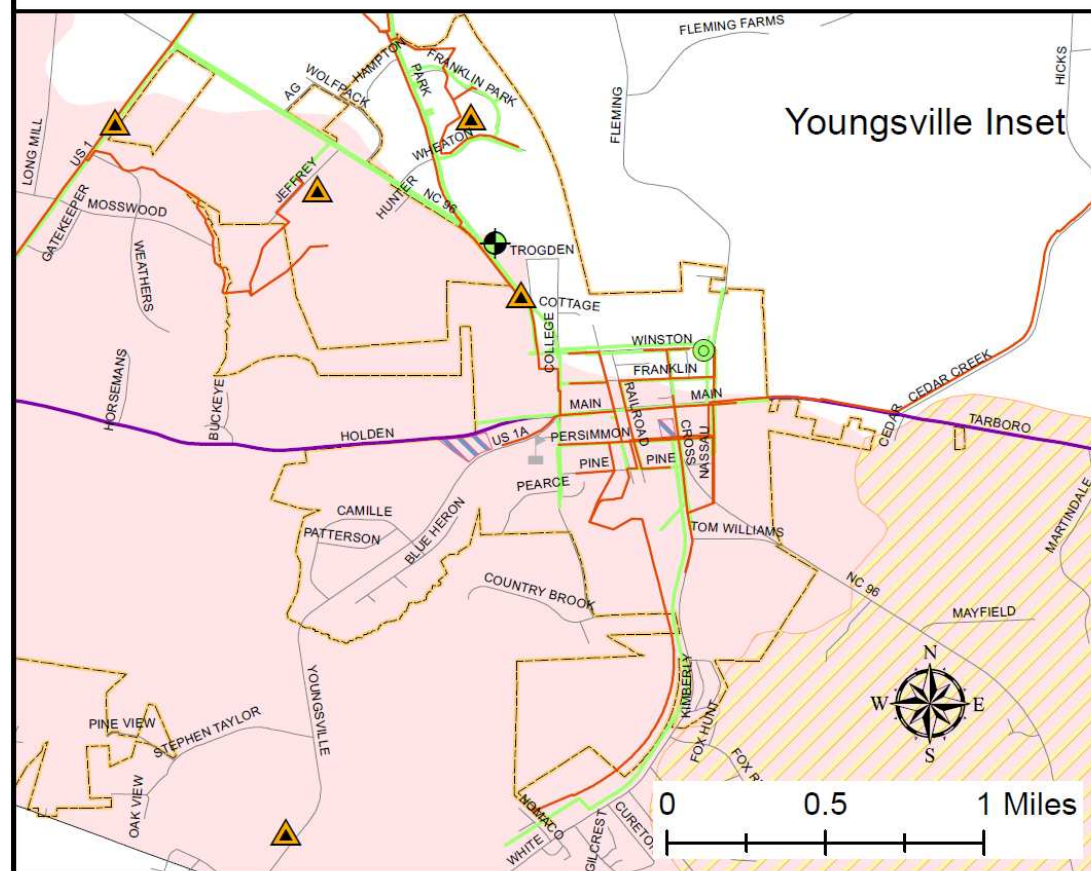 FLEMING FARMS
HICKS
Youngsville Inset
HAMPTON
FRANKLIN PARK
PARK
WOLFPACK
AG
FLEMING
LONG MILL
US 1
WHEATON
JEFFREY
HUNTER
NC 96
MOSSWOOD
GATEKEEPER
WEATHERS
TROGDEN
COTTAGE
COLLEGE
WINSTON
FRANKLIN
HORSEMANS
BUCKEYE
RAILROAD
MAIN
MAIN
CEDAR CREEK
CEDAR
TARBORO
HOLDEN
US 1A
PERSIMMON
CROSS
NASSAU
PINE
PINE
PEARCE
CAMILLE
PATTERSON
BLUE HERON
TOM WILLIAMS
MARTINDALE
NC 96
COUNTRY BROOK
MAYFIELD
N
W
E
S
YOUNGSVILLE
KIMBERLY
FOX HUNT
PINE VIEW
STEPHEN TAYLOR
OAK VIEW
NOMACO
WHITE
GILCREST
0 0.5 1 Miles